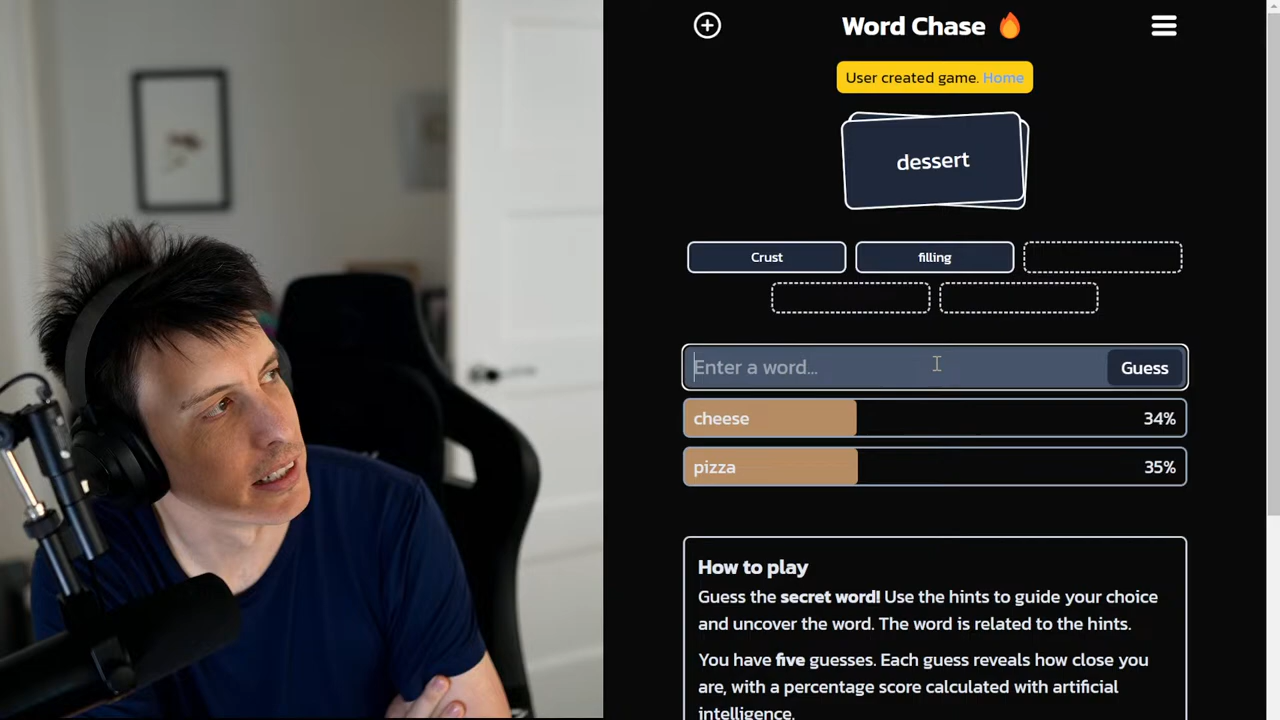 Word Chase 🔥
User created game. Home
dessert
Crust
filling
Enter a word...
Guess
cheese
34%
pizza
35%
How to play
Guess the secret word! Use the hints to guide your choice
and uncover the word. The word is related to the hints.
You have five guesses. Each guess reveals how close you
are, with a percentage score calculated with artificial
intelligence.